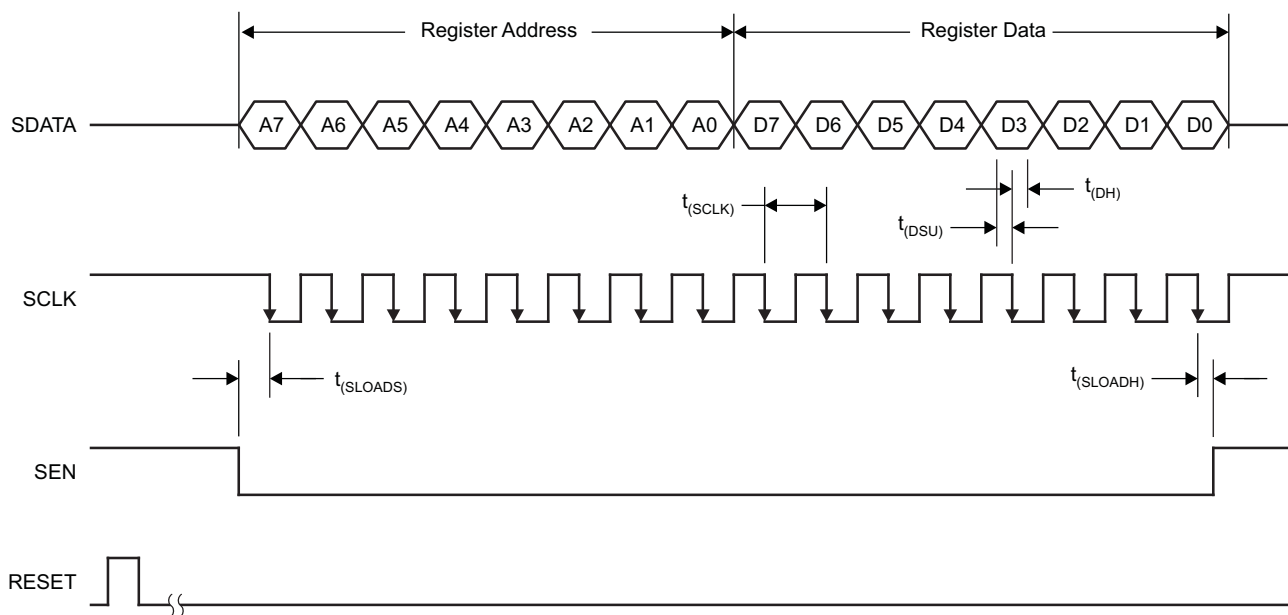 Register Address
Register Data
SDATA
A7 A6 A5 A4 A3 A2 A1 A0 D7 D6 D5 D4 D3 D2 D1 D0
t(SCLK)
t(DH)
t(DSU)
SCLK
t(SLOADS)
t(SLOADH)
SEN
RESET